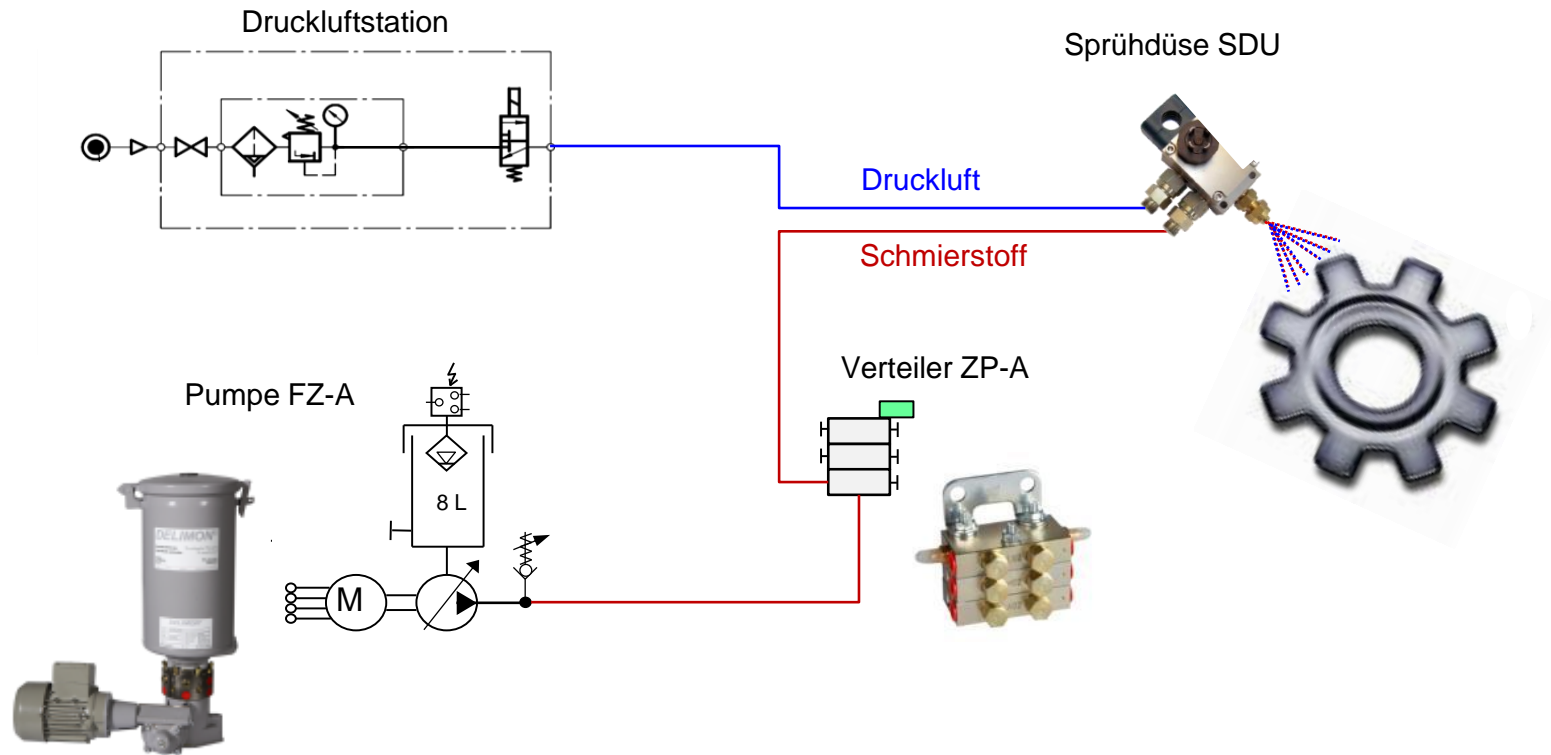 Druckluftstation
Sprühdüse SDU
Druckluft
Schmierstoff
Verteiler ZP-A
Pumpe FZ-A
8 L
M
DELIMON